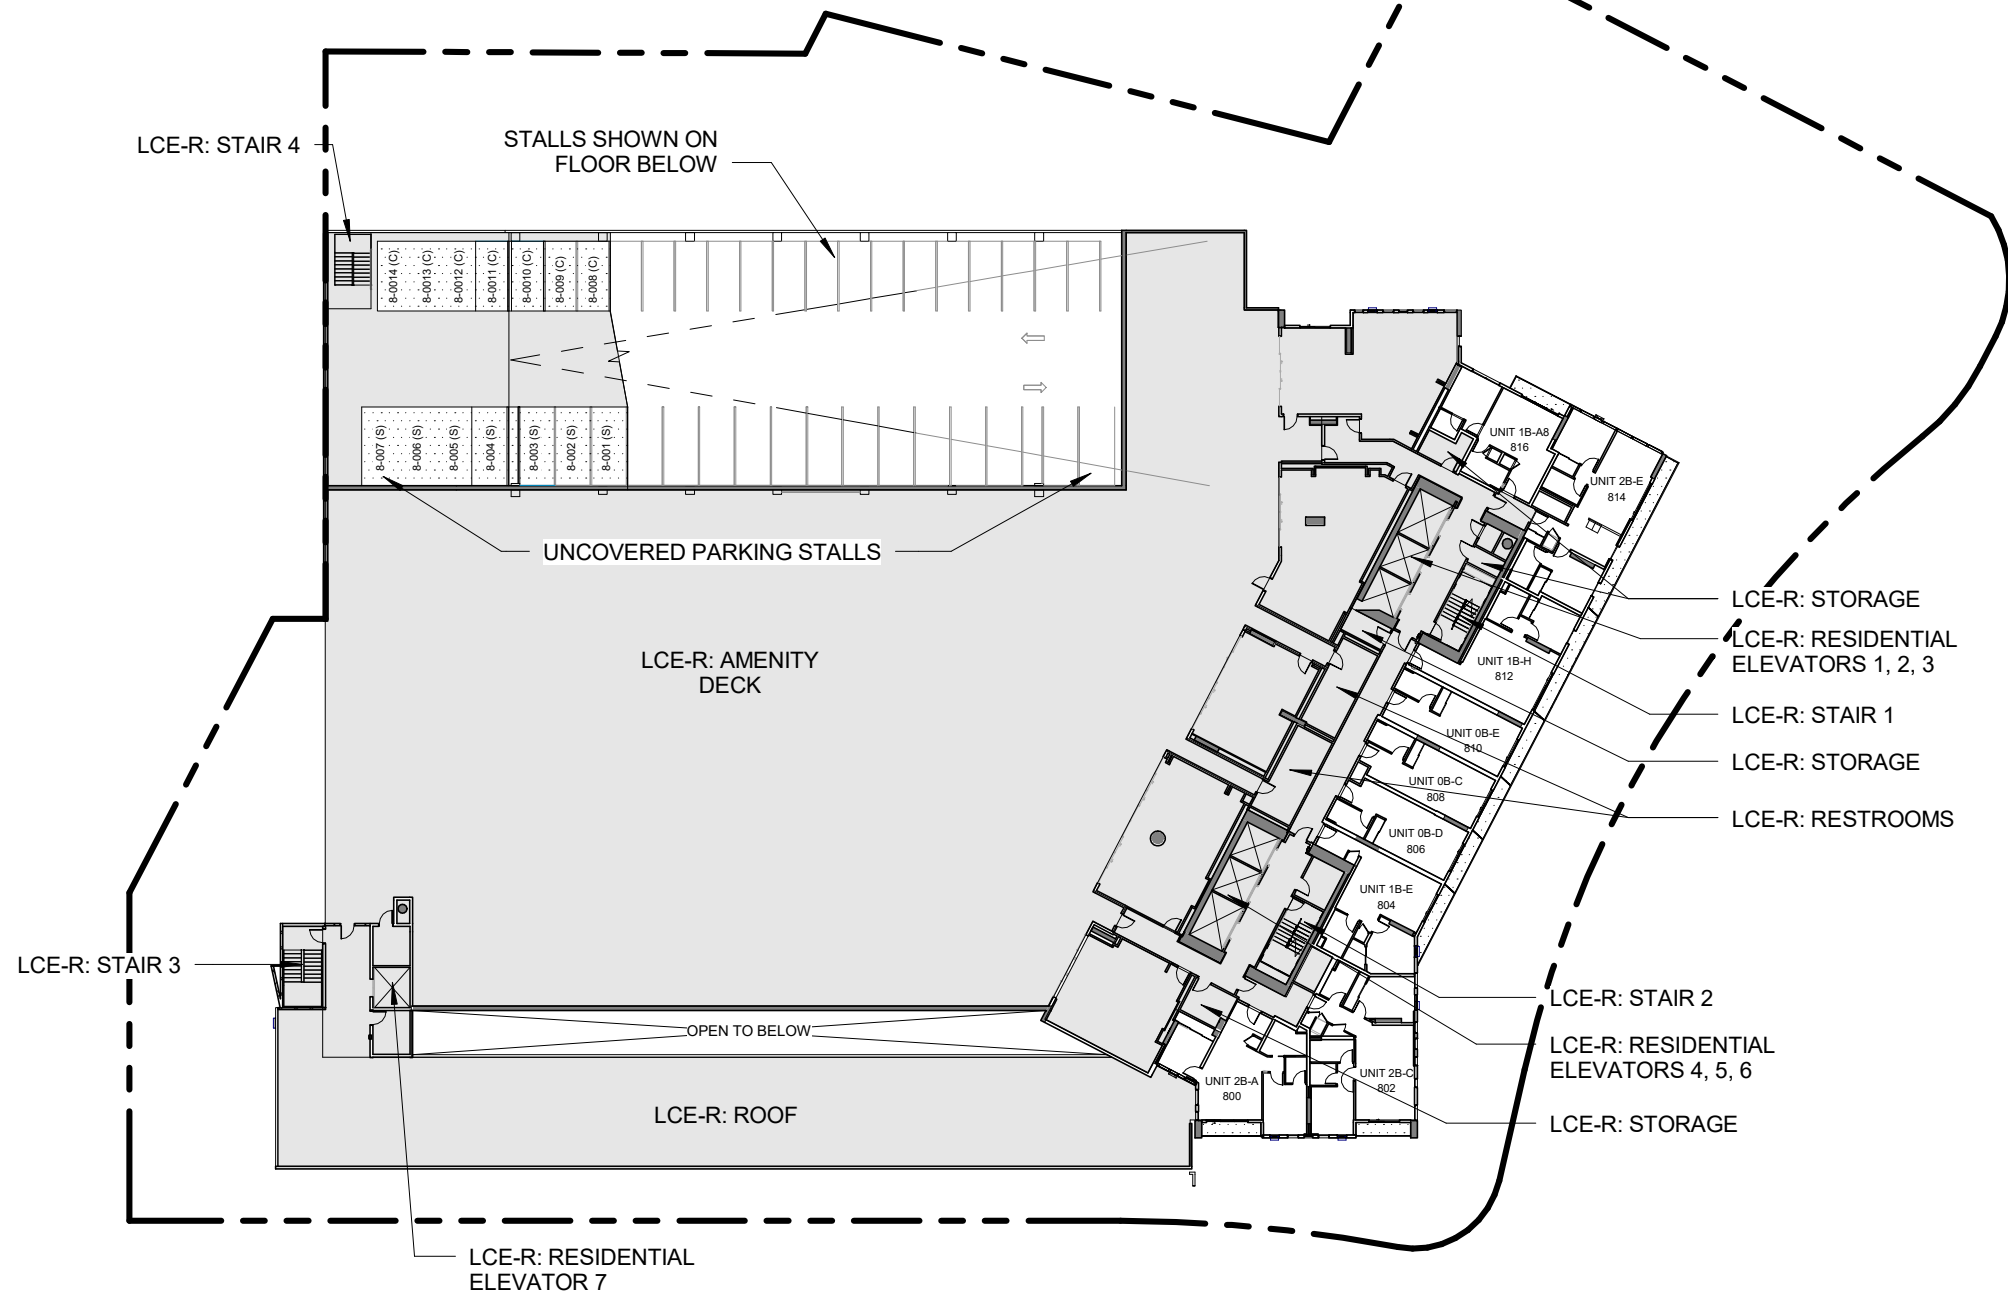 LCE-R: STAIR 4
STALLS SHOWN ON
FLOOR BELOW
8-0014 (C)
8-0013 (C)
8-0012 (C)
8-0011 (C)
8-0010 (C)
8-009 (C)
8-008 (C)
8-007 (S)
8-006 (S)
8-005 (S)
8-004 (S)
8-003 (S)
8-002 (S)
8-001 (S)
UNCOVERED PARKING STALLS
LCE-R: AMENITY
DECK
UNIT 1B-A8
816
UNIT 2B-E
814
UNIT 1B-H
812
UNIT 0B-E
810
UNIT 0B-C
808
UNIT 0B-D
806
UNIT 1B-E
804
UNIT 2B-C
802
UNIT 2B-A
800
LCE-R: STORAGE
LCE-R: RESIDENTIAL
ELEVATORS 1, 2, 3
LCE-R: STAIR 1
LCE-R: STORAGE
LCE-R: RESTROOMS
LCE-R: STAIR 3
LCE-R: STAIR 2
OPEN TO BELOW
LCE-R: RESIDENTIAL
ELEVATORS 4, 5, 6
LCE-R: ROOF
LCE-R: STORAGE
LCE-R: RESIDENTIAL
ELEVATOR 7